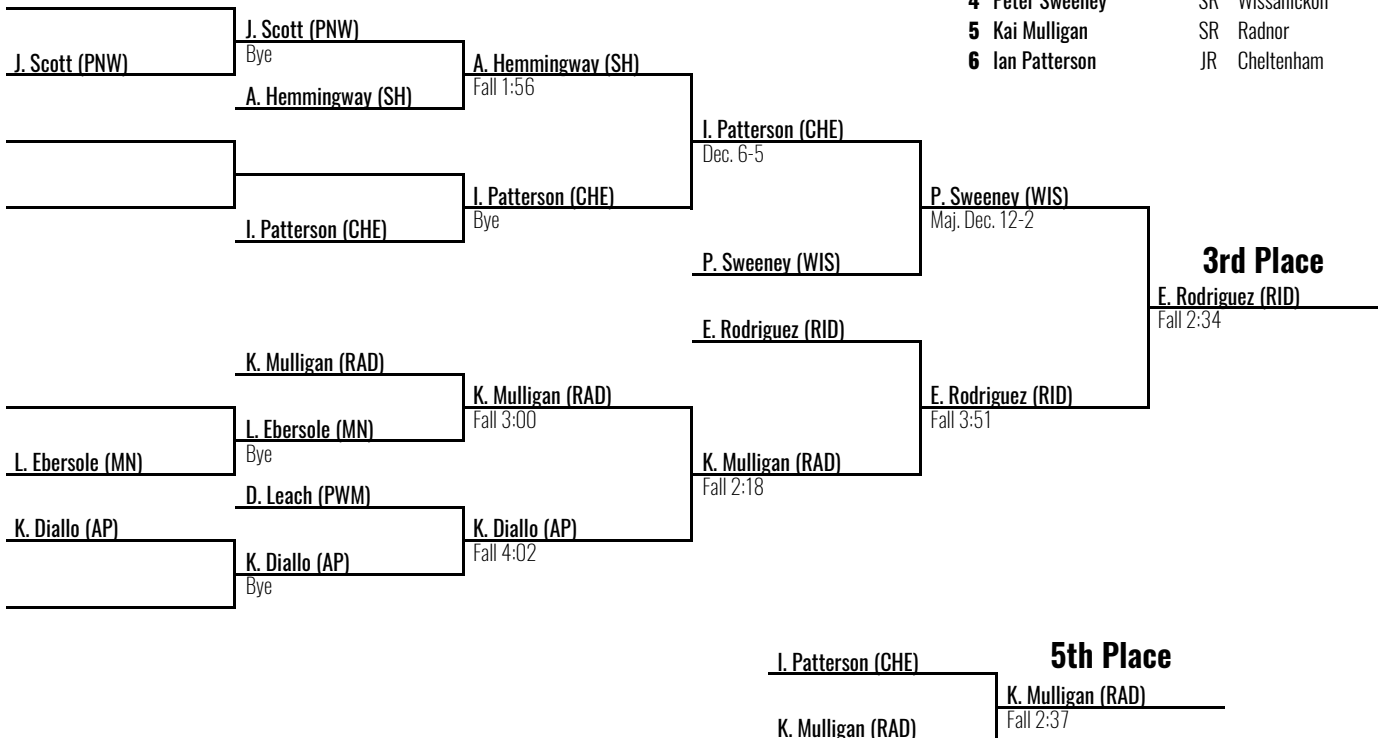 4 Peter Sweeney SR Wissahickon
5 Kai Mulligan SR Radnor
6 Ian Patterson JR Cheltenham
J. Scott (PNW)
J. Scott (PNW)
Bye
A. Hemmingway (SH)
A. Hemmingway (SH)
Fall 1:56
I. Patterson (CHE)
I. Patterson (CHE)
Bye
I. Patterson (CHE)
Dec. 6-5
P. Sweeney (WIS)
P. Sweeney (WIS)
Maj. Dec. 12-2
3rd Place
E. Rodriguez (RID)
Fall 2:34
E. Rodriguez (RID)
E. Rodriguez (RID)
Fall 3:51
K. Mulligan (RAD)
K. Mulligan (RAD)
Fall 3:00
L. Ebersole (MN)
L. Ebersole (MN)
Bye
K. Mulligan (RAD)
Fall 2:18
D. Leach (PWM)
K. Diallo (AP)
K. Diallo (AP)
Fall 4:02
K. Diallo (AP)
Bye
5th Place
I. Patterson (CHE)
K. Mulligan (RAD)
Fall 2:37
K. Mulligan (RAD)